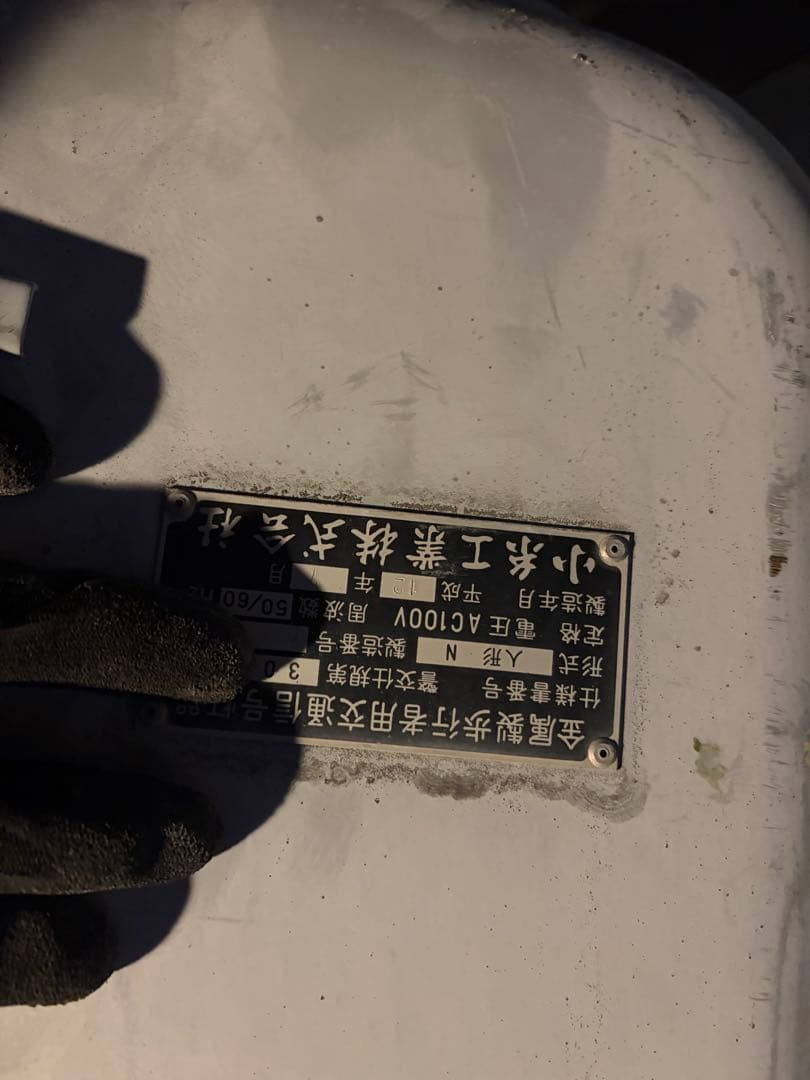 金属製歩行者用交通信号灯器
仕様書番号 警交仕規第 3 0
形式 人形 N 製造番号
定格 電圧 AC100V 周波数 50/60 Hz
製造年月 平成 12 年 月
小糸工業株式会社